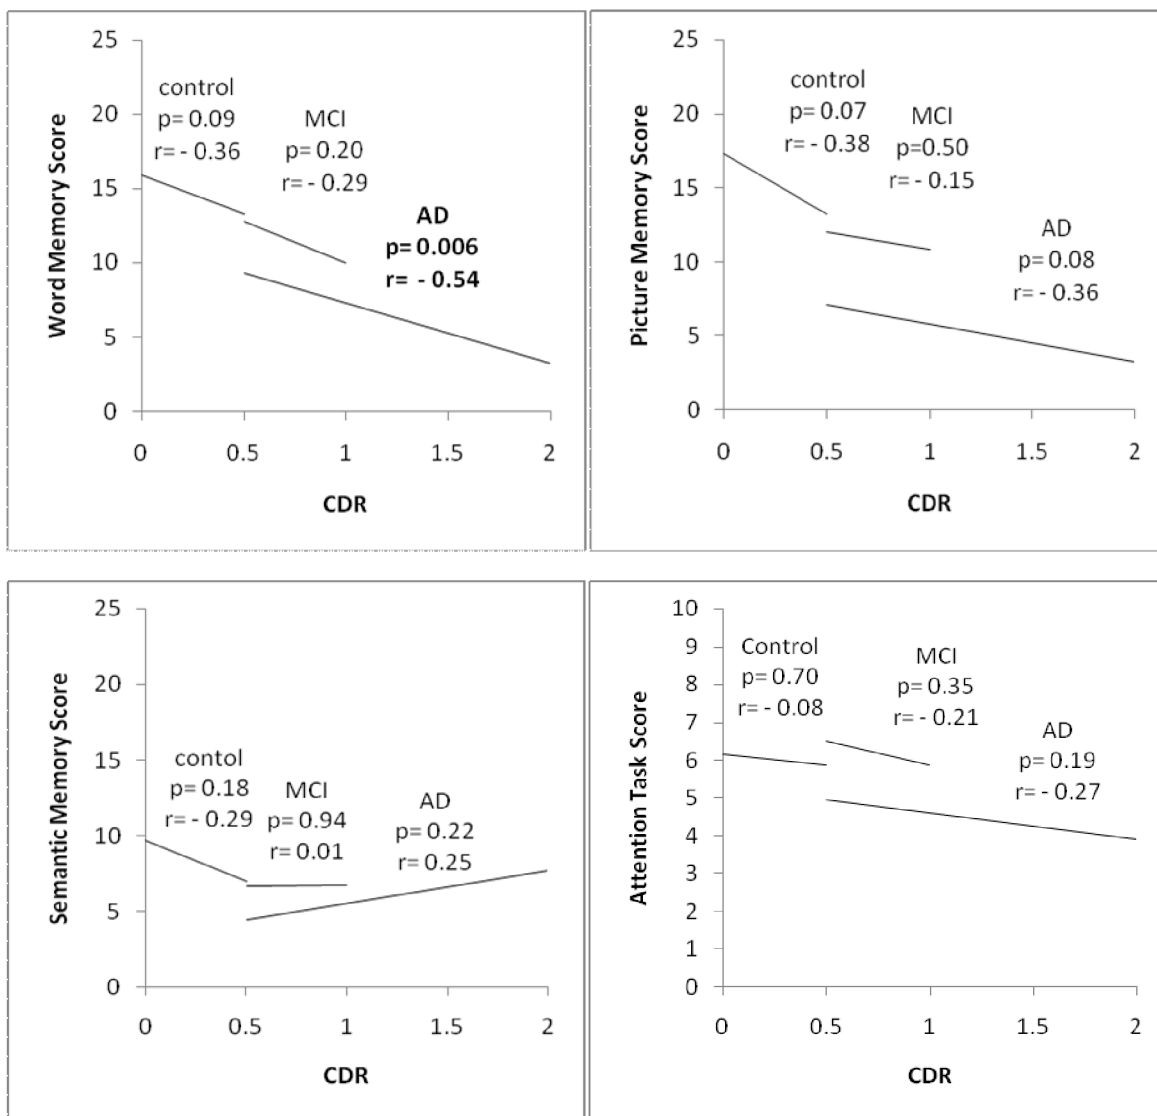 25
20
15
10
5
0
Word Memory Score
control
p= 0.09
r= - 0.36
MCI
p= 0.20
r= - 0.29
AD
p= 0.006
r= - 0.54
0 0.5 1 1.5 2
CDR
25
20
15
10
5
0
Picture Memory Score
control
p= 0.07
r= - 0.38
MCI
p=0.50
r= - 0.15
AD
p= 0.08
r= - 0.36
0 0.5 1 1.5 2
CDR
25
20
15
10
5
0
Semantic Memory Score
contol
p= 0.18
r= - 0.29
MCI
p= 0.94
r= 0.01
AD
p= 0.22
r= 0.25
0 0.5 1 1.5 2
CDR
10
9
8
7
6
5
4
3
2
1
0
Attention Task Score
Control
p= 0.70
r= - 0.08
MCI
p= 0.35
r= - 0.21
AD
p= 0.19
r= - 0.27
0 0.5 1 1.5 2
CDR